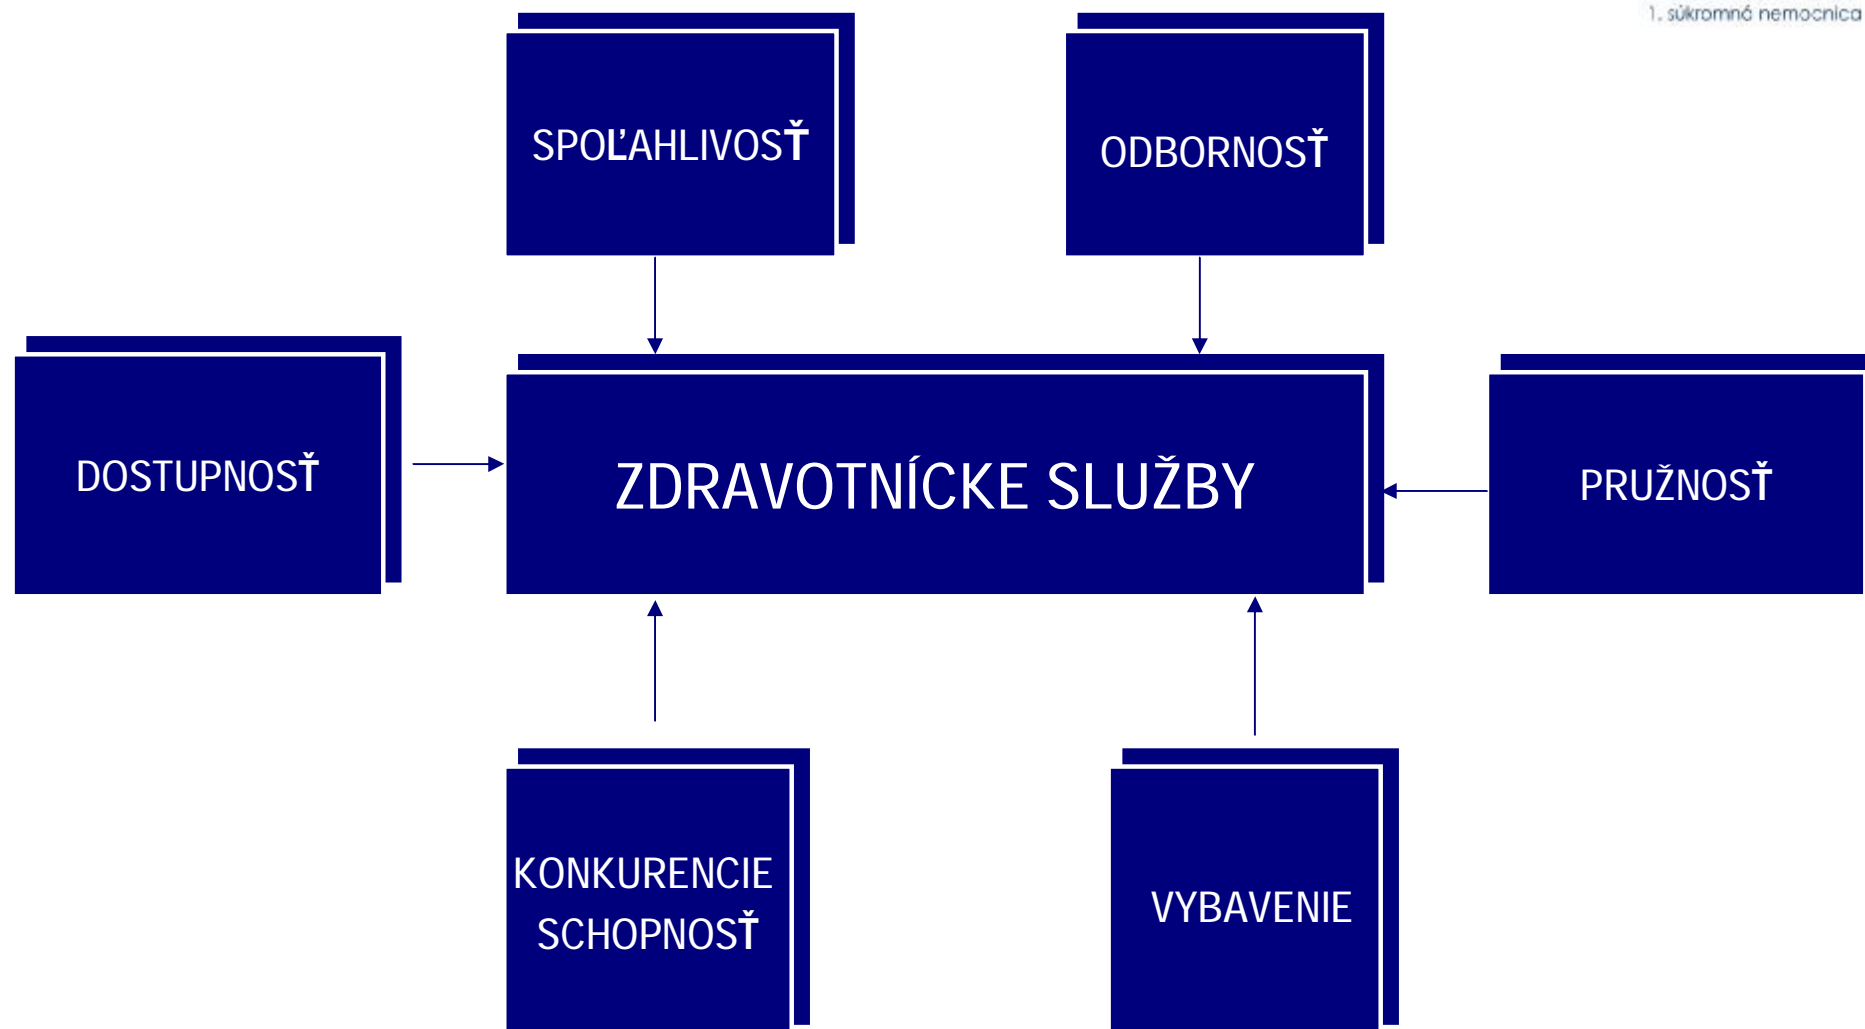 1. súkromná nemocnica
SPOĽAHLIVOSŤ
ODBORNOSŤ
DOSTUPNOSŤ
ZDRAVOTNÍCKE SLUŽBY
PRUŽNOSŤ
KONKURENCIE
SCHOPNOSŤ
VYBAVENIE